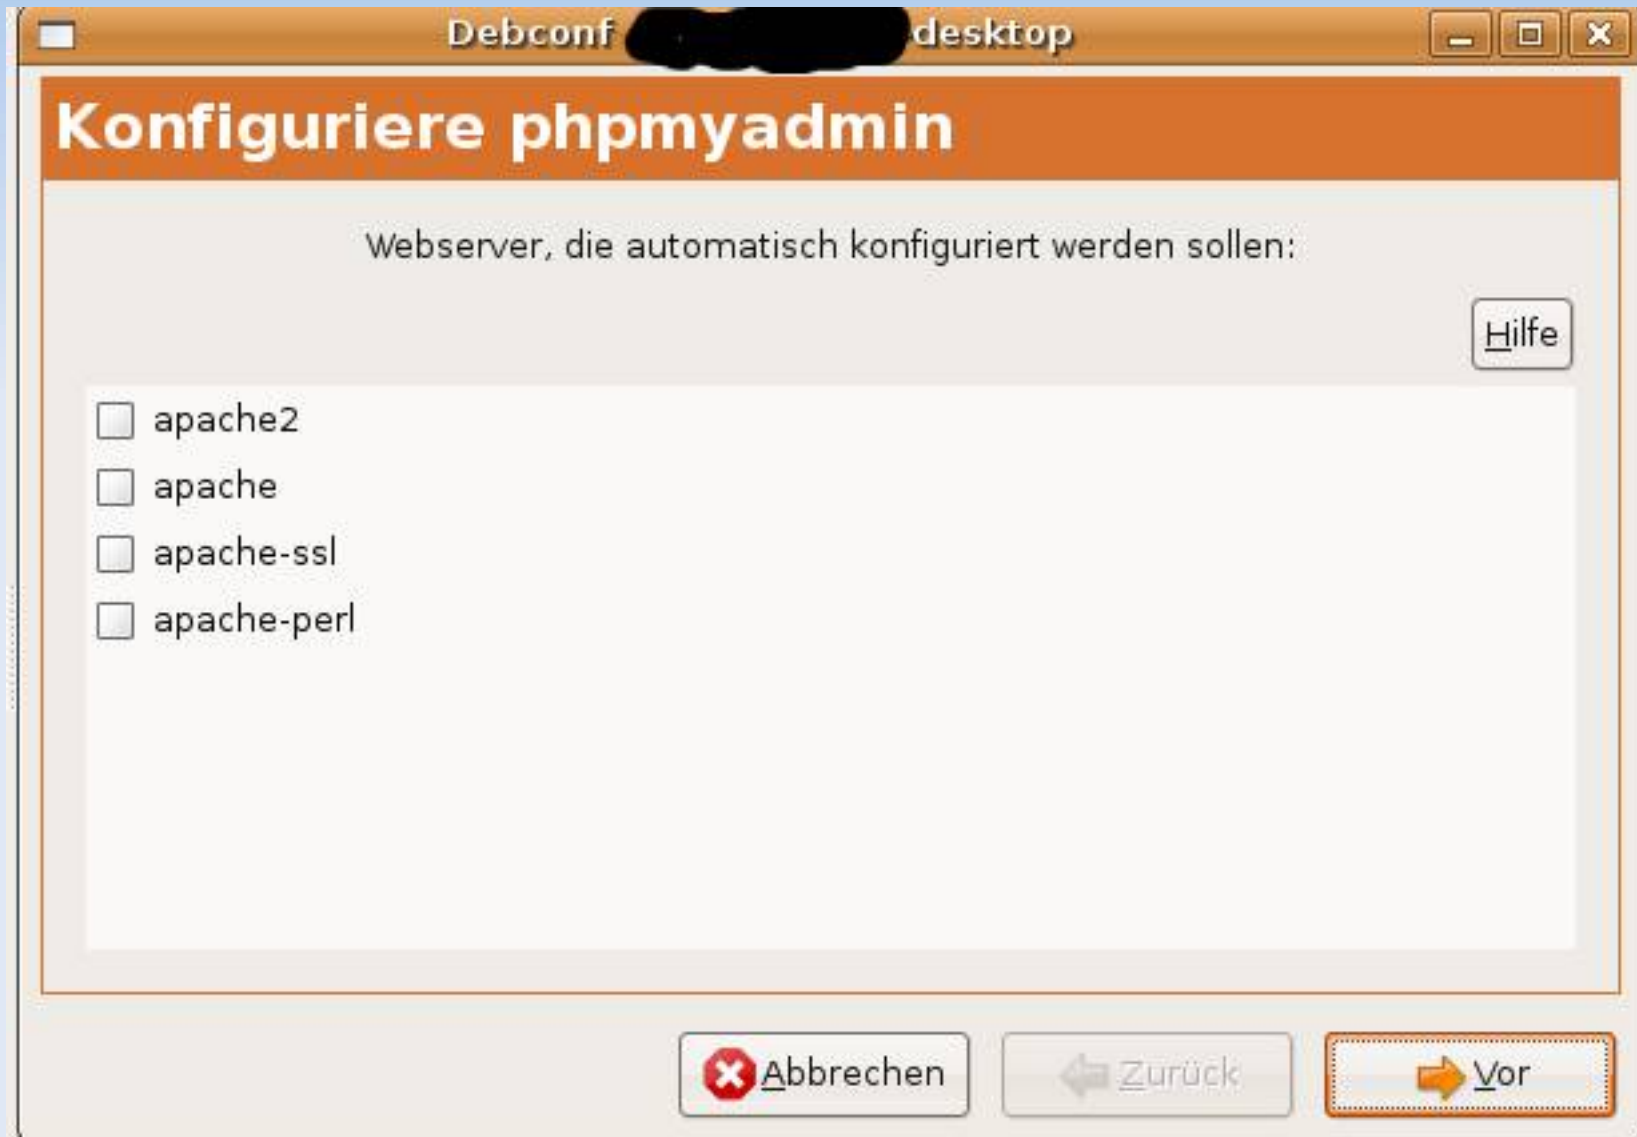 Debconf desktop
Konfiguriere phpmyadmin
Webserver, die automatisch konfiguriert werden sollen:
Hilfe
apache2
apache
apache-ssl
apache-perl
Abbrechen Zurück Vor